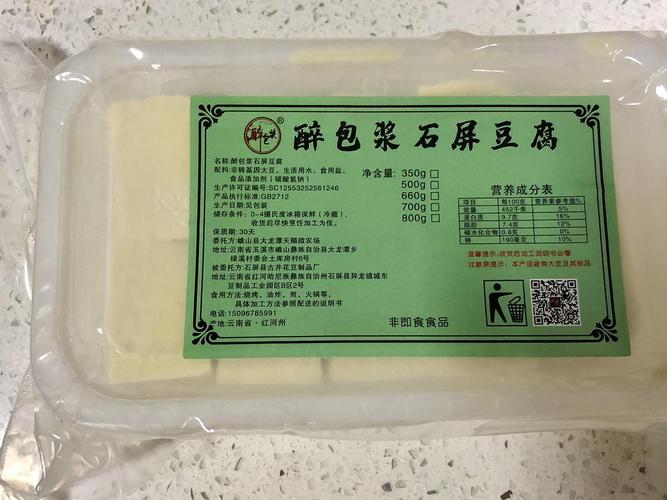 醉包浆
®
醉包浆石屏豆腐
名称:醉包浆石屏豆腐
配料:非转基因大豆、生活用水、食用盐、
食品添加剂（碳酸氢钠）
生产许可证编号:SC12553252561246
产品执行标准:GB2712
生产日期:见包装
储存条件: 0-4摄氏度冰箱保鲜（冷藏）,
收货后尽快烹饪加工为佳。
保质期:30天
委托方:峨山县大龙潭天赐微农场
地址:云南省玉溪市峨山彝族自治县大龙潭乡
绿溪村委会土库房村6号
被委托方:石屏县古井花豆制品厂
地址:云南省红河哈尼族彝族自治州石屏县异龙镇城东
豆制品工业园区B区2号
食用方法:烧烤、油炸、煎、火锅等,
具体加工方法参照配送的说明书
电话:15096785991
产地:云南省·红河州
净含量: 350g
500g
660g
700g
800g
营养成分表
项目 每100克 营养素参考值%
能量 452千焦 5%
蛋白质 9.7克 16%
脂肪 7.4克 12%
碳水化合物 0.8克 0%
钠 190毫克 10%
温馨提示:收货后加工说明书必看
过敏原提示:本产品含有大豆及其制品
非即食食品